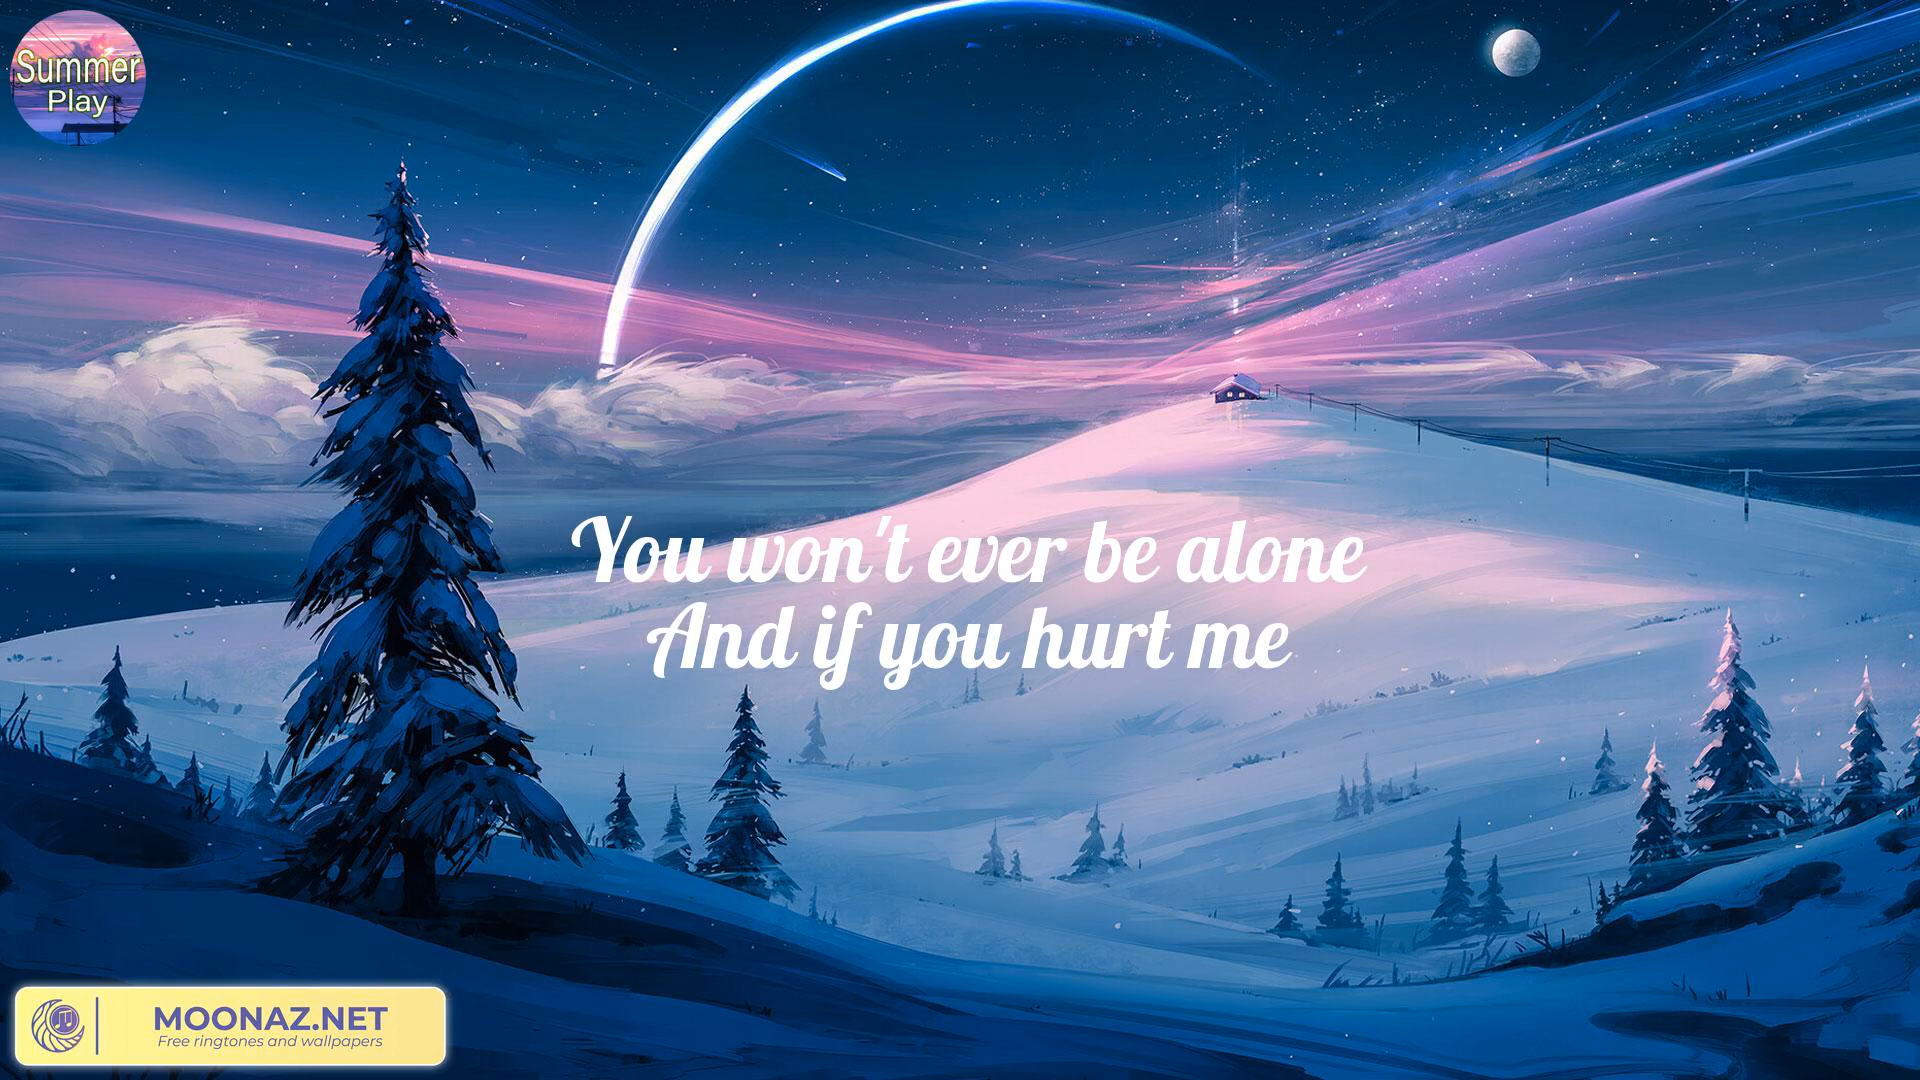 Summer
Play
You won't ever be alone
And if you hurt me
MOONAZ.NET
Free ringtones and wallpapers